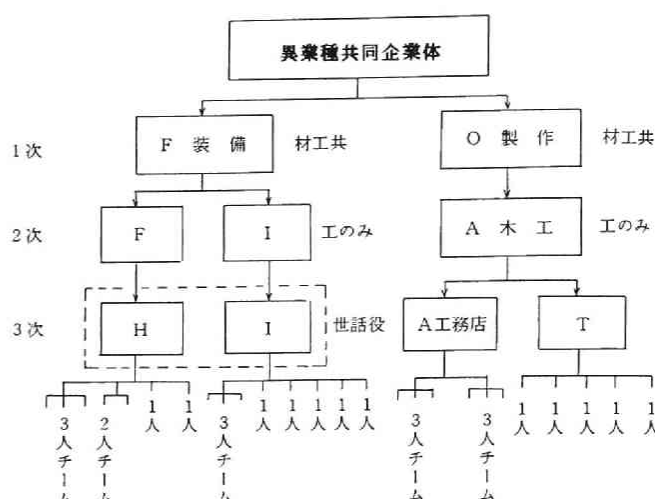 異業種共同企業体
1次
F装備
材工共
O製作
材工共
2次
F
I
工のみ
A木工
工のみ
3次
H
I
世話役
A工務店
T
3人チーム
2人チーム
1人
1人
3人チーム
1人
1人
1人
1人
1人
3人チーム
3人チーム
1人
1人
1人
1人
1人